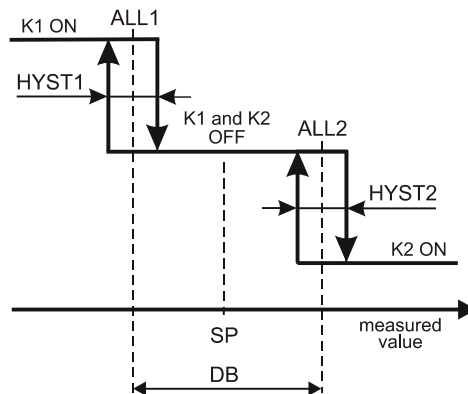 K1 ON
ALL1
HYST1
K1 and K2
OFF
ALL2
HYST2
K2 ON
SP
measured
value
DB